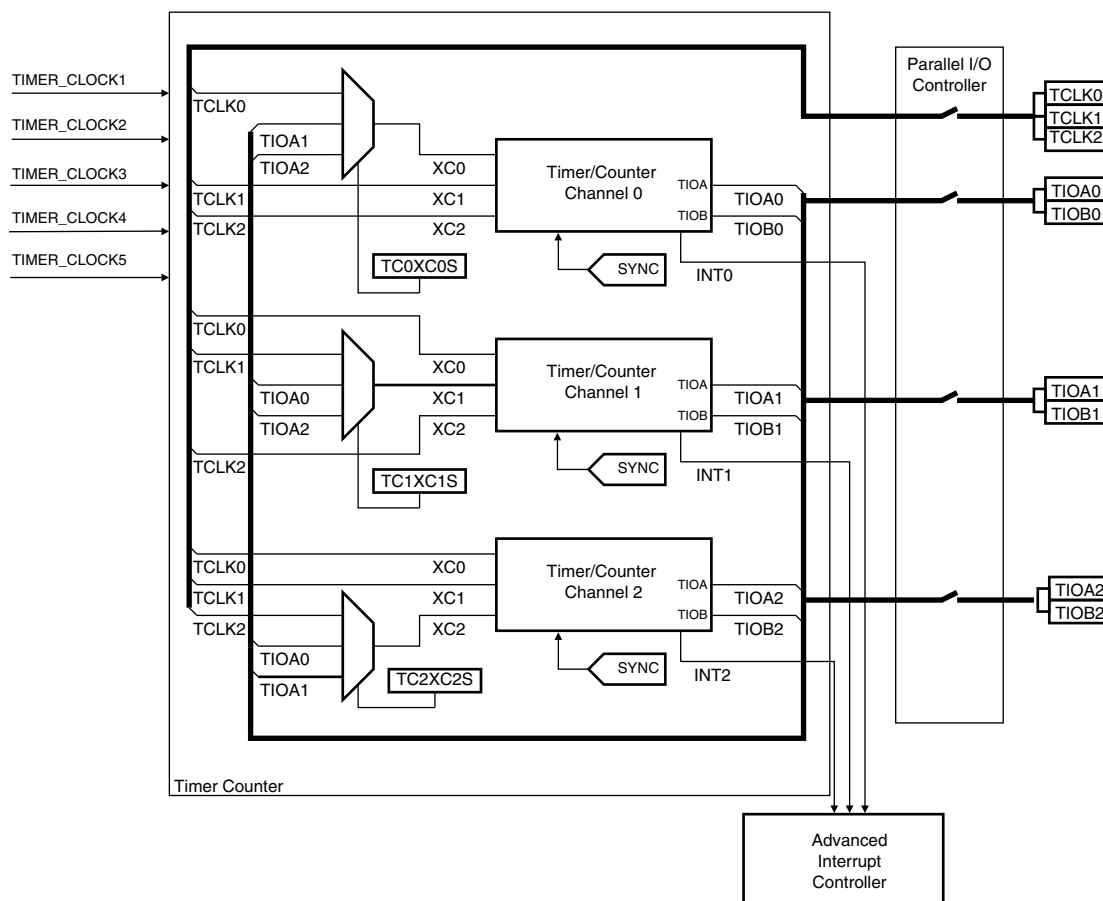 TIMER_CLOCK1
TIMER_CLOCK2
TIMER_CLOCK3
TIMER_CLOCK4
TIMER_CLOCK5
TCLK0
TIOA1
TIOA2
TCLK1
TCLK2
XC0
XC1
XC2
TC0XC0S
Timer/Counter
Channel 0
TIOA
TIOB
TIOA0
TIOB0
SYNC
INT0
TCLK0
TCLK1
TIOA0
TIOA2
TCLK2
XC0
XC1
XC2
TC1XC1S
Timer/Counter
Channel 1
TIOA
TIOB
TIOA1
TIOB1
SYNC
INT1
TCLK0
TCLK1
TCLK2
TIOA0
TIOA1
XC0
XC1
XC2
TC2XC2S
Timer/Counter
Channel 2
TIOA
TIOB
TIOA2
TIOB2
SYNC
INT2
Timer Counter
Parallel I/O
Controller
TCLK0
TCLK1
TCLK2
TIOA0
TIOB0
TIOA1
TIOB1
TIOA2
TIOB2
Advanced
Interrupt
Controller